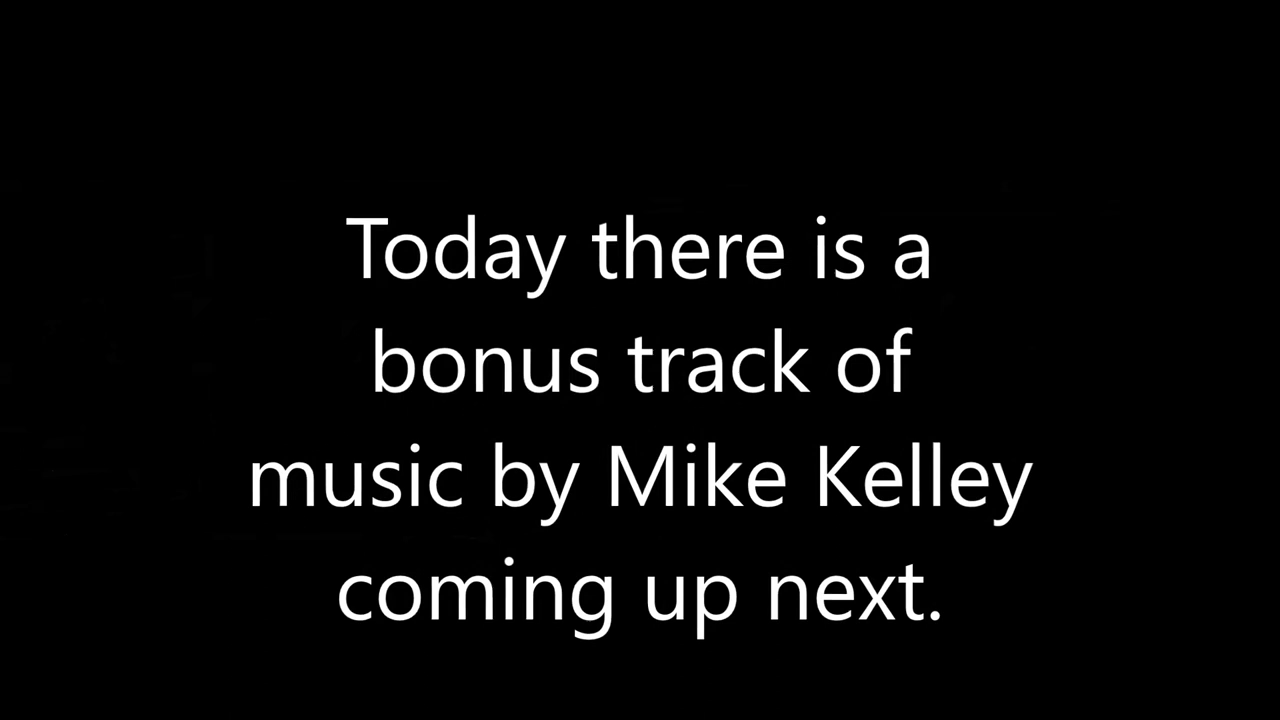 Today there is a
bonus track of
music by Mike Kelley
coming up next.